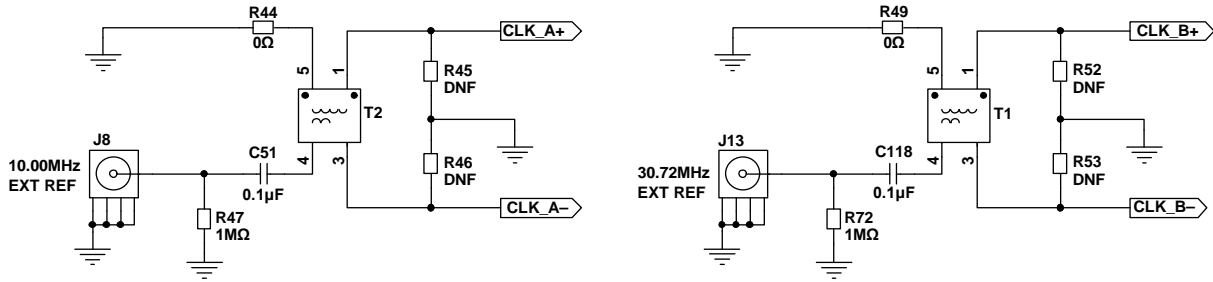 R44
0Ω
CLK_A+
5
1
R45
DNF
T2
J8
10.00MHz
EXT REF
C51
0.1µF
4
3
R46
DNF
R47
1MΩ
CLK_A–
R49
0Ω
CLK_B+
5
1
R52
DNF
T1
J13
30.72MHz
EXT REF
C118
0.1µF
4
3
R53
DNF
R72
1MΩ
CLK_B–